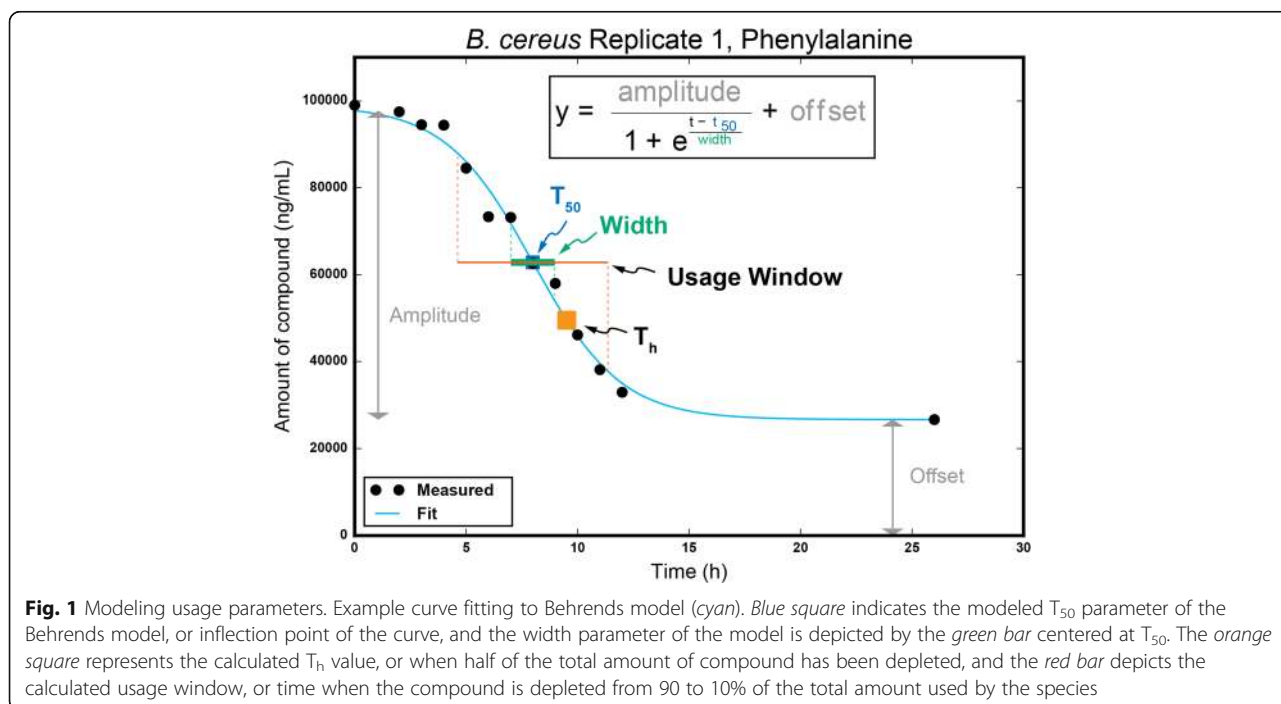 B. cereus Replicate 1, Phenylalanine
y = amplitude / 1 + e^(t - t50 / width) + offset
Amount of compound (ng/mL)
100000
80000
60000
40000
20000
0
T50
Width
Usage Window
Th
Amplitude
Offset
Measured
Fit
0 5 10 15 20 25 30
Time (h)
Fig. 1 Modeling usage parameters. Example curve fitting to Behrends model (cyan). Blue square indicates the modeled T50 parameter of the
Behrends model, or inflection point of the curve, and the width parameter of the model is depicted by the green bar centered at T50. The orange
square represents the calculated Th value, or when half of the total amount of compound has been depleted, and the red bar depicts the
calculated usage window, or time when the compound is depleted from 90 to 10% of the total amount used by the species